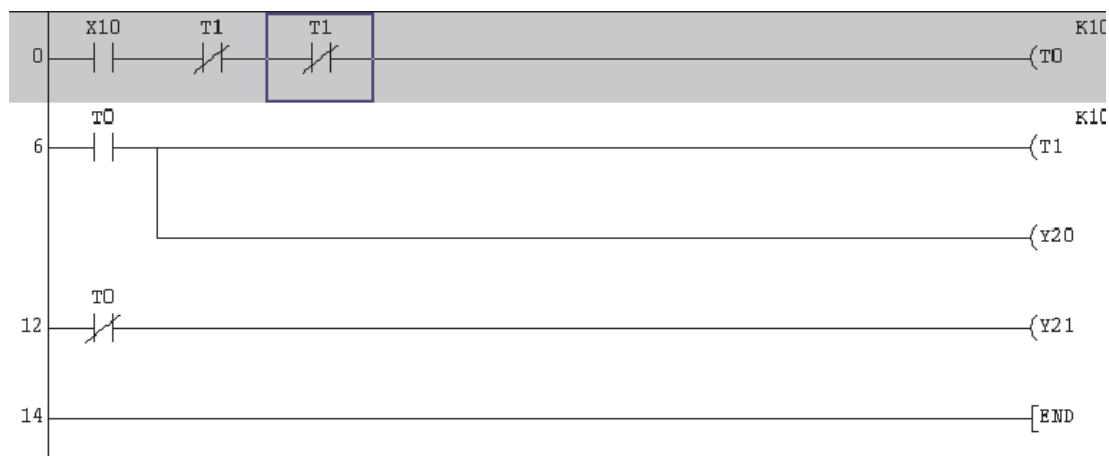 X10 T1 T1 K10
0 (T0
T0 K10
6 (T1
(Y20
T0
12 (Y21
14 [END